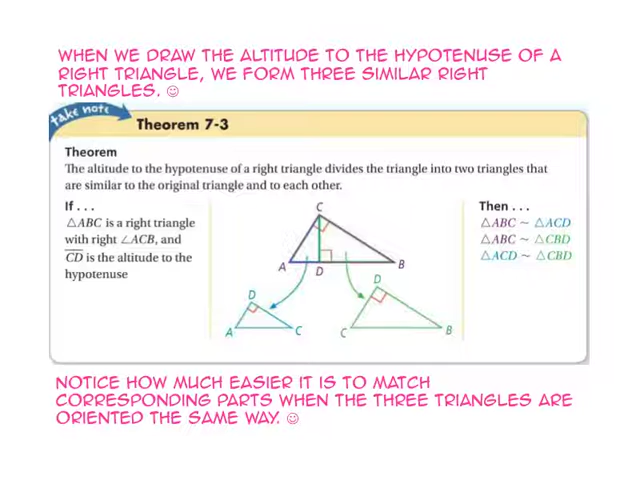 WHEN WE DRAW THE ALTITUDE TO THE HYPOTENUSE OF A
RIGHT TRIANGLE, WE FORM THREE SIMILAR RIGHT
TRIANGLES. ☺
take note
Theorem 7-3
Theorem
The altitude to the hypotenuse of a right triangle divides the triangle into two triangles that
are similar to the original triangle and to each other.
If . . .
△ABC is a right triangle
with right ∠ACB, and
CD is the altitude to the
hypotenuse
C
A
D
B
D
A
C
D
C
B
Then . . .
△ABC ~ △ACD
△ABC ~ △CBD
△ACD ~ △CBD
NOTICE HOW MUCH EASIER IT IS TO MATCH
CORRESPONDING PARTS WHEN THE THREE TRIANGLES ARE
ORIENTED THE SAME WAY. ☺